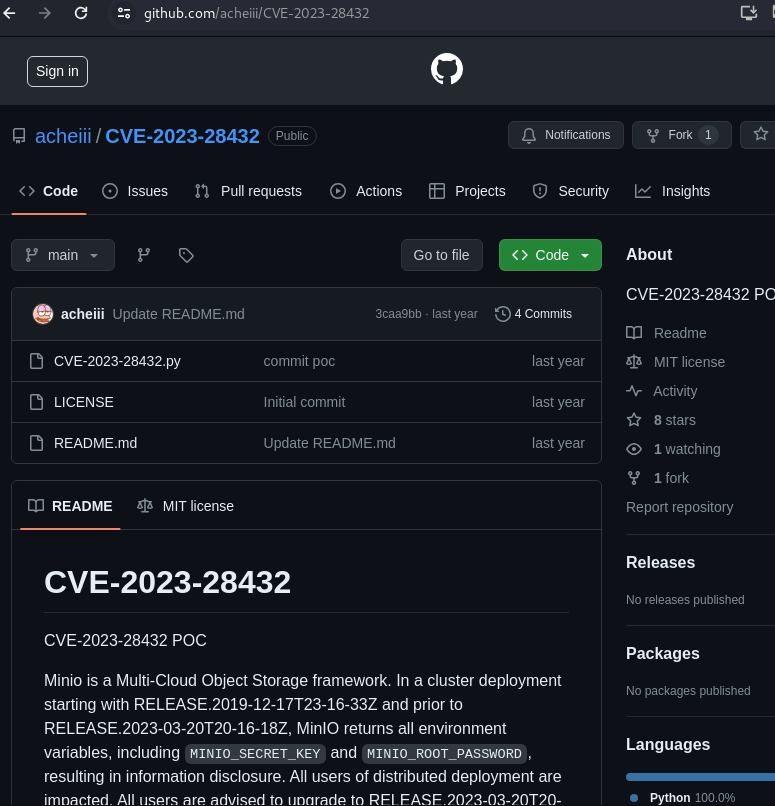 github.com/acheiii/CVE-2023-28432
Sign in
acheiii / CVE-2023-28432 Public
Notifications Fork 1
Code Issues Pull requests Actions Projects Security Insights
main Go to file Code
acheiii Update README.md 3caa9bb · last year 4 Commits
CVE-2023-28432.py commit poc last year
LICENSE Initial commit last year
README.md Update README.md last year
README MIT license
CVE-2023-28432
CVE-2023-28432 POC
Minio is a Multi-Cloud Object Storage framework. In a cluster deployment
starting with RELEASE.2019-12-17T23-16-33Z and prior to
RELEASE.2023-03-20T20-16-18Z, MinIO returns all environment
variables, including MINIO_SECRET_KEY and MINIO_ROOT_PASSWORD,
resulting in information disclosure. All users of distributed deployment are
impacted. All users are advised to upgrade to RELEASE.2023-03-20T20-
About
CVE-2023-28432 PO
Readme
MIT license
Activity
8 stars
1 watching
1 fork
Report repository
Releases
No releases published
Packages
No packages published
Languages
Python 100.0%